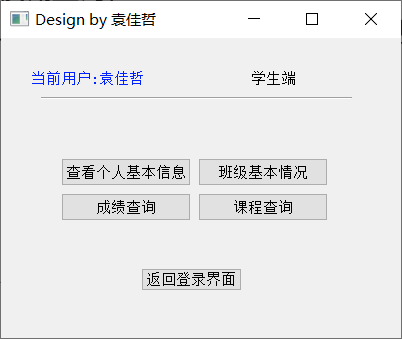 Design by 袁佳哲
当前用户:袁佳哲 学生端
查看个人基本信息 班级基本情况
成绩查询 课程查询
返回登录界面